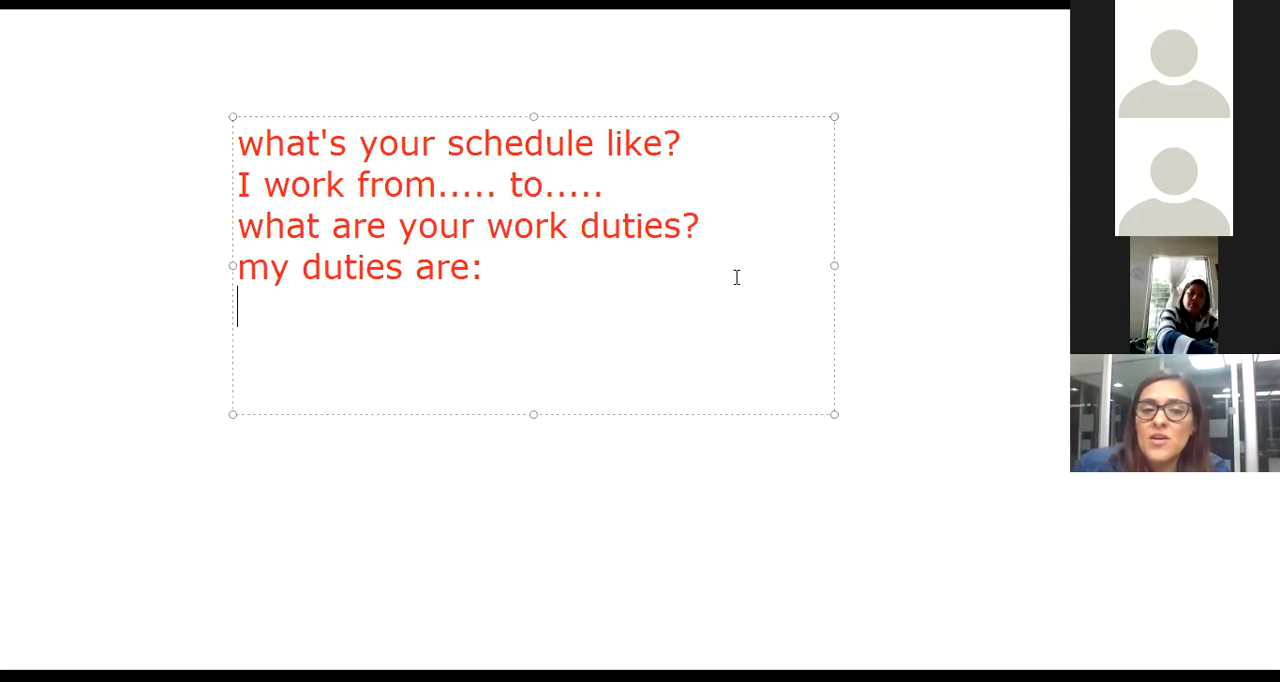 what's your schedule like?
I work from..... to.....
what are your work duties?
my duties are: